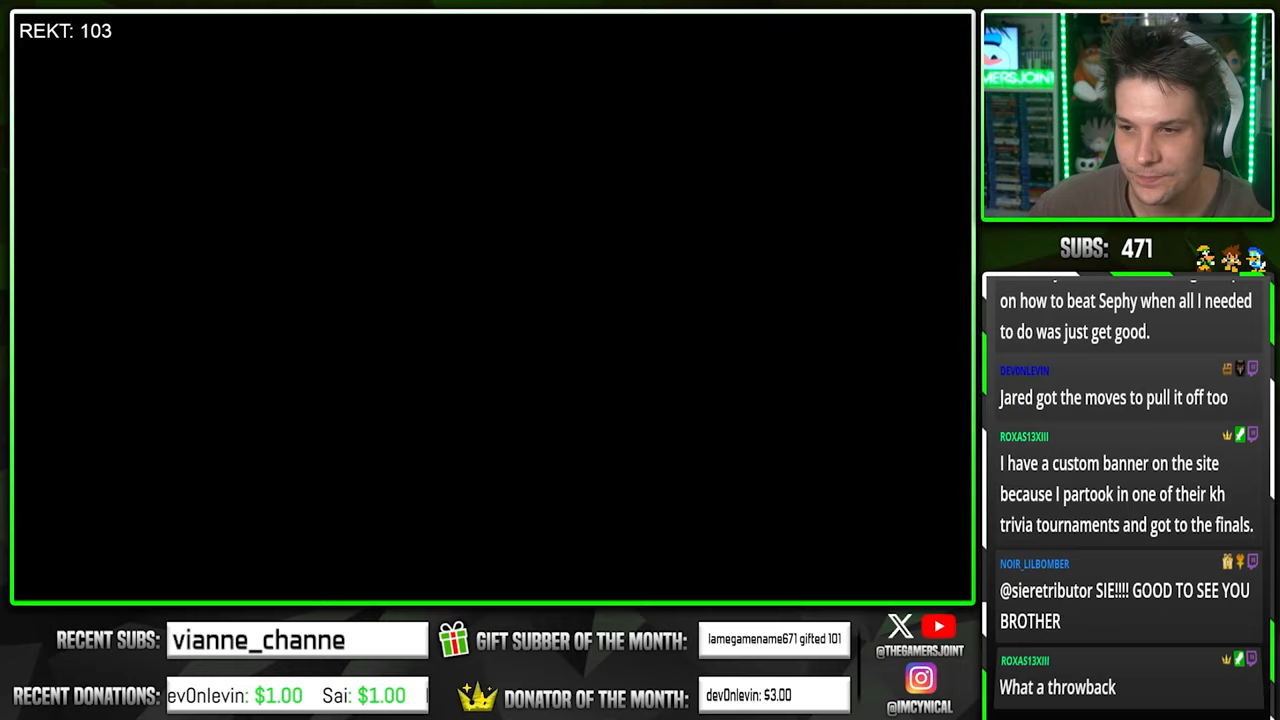 REKT: 103
ERSJOINT
SUBS: 471
on how to beat Sephy when all I needed
to do was just get good.
DEV0NLEVIN
Jared got the moves to pull it off too
ROXAS13XIII
I have a custom banner on the site
because I partook in one of their kh
trivia tournaments and got to the finals.
NOIR_LILBOMBER
@sieretributor SIE!!!! GOOD TO SEE YOU
BROTHER
ROXAS13XIII
What a throwback
RECENT SUBS: vianne_channe
GIFT SUBBER OF THE MONTH: lamegamename671 gifted 101
@THEGAMERSJOINT
RECENT DONATIONS: ev0nlevin: $1.00 Sai: $1.00
DONATOR OF THE MONTH: dev0nlevin: $3.00
@IMCYNICAL